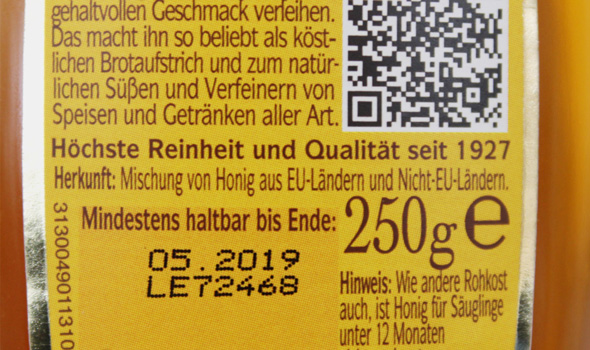 gehaltvollen Geschmack verleihen.
Das macht ihn so beliebt als köst-
lichen Brotaufstrich und zum natür-
lichen Süßen und Verfeinern von
Speisen und Getränken aller Art.
Höchste Reinheit und Qualität seit 1927
Herkunft: Mischung von Honig aus EU-Ländern und Nicht-EU-Ländern.
Mindestens haltbar bis Ende:
05.2019
LE72468
250g e
Hinweis: Wie andere Rohkost
auch, ist Honig für Säuglinge
unter 12 Monaten
3130049011310